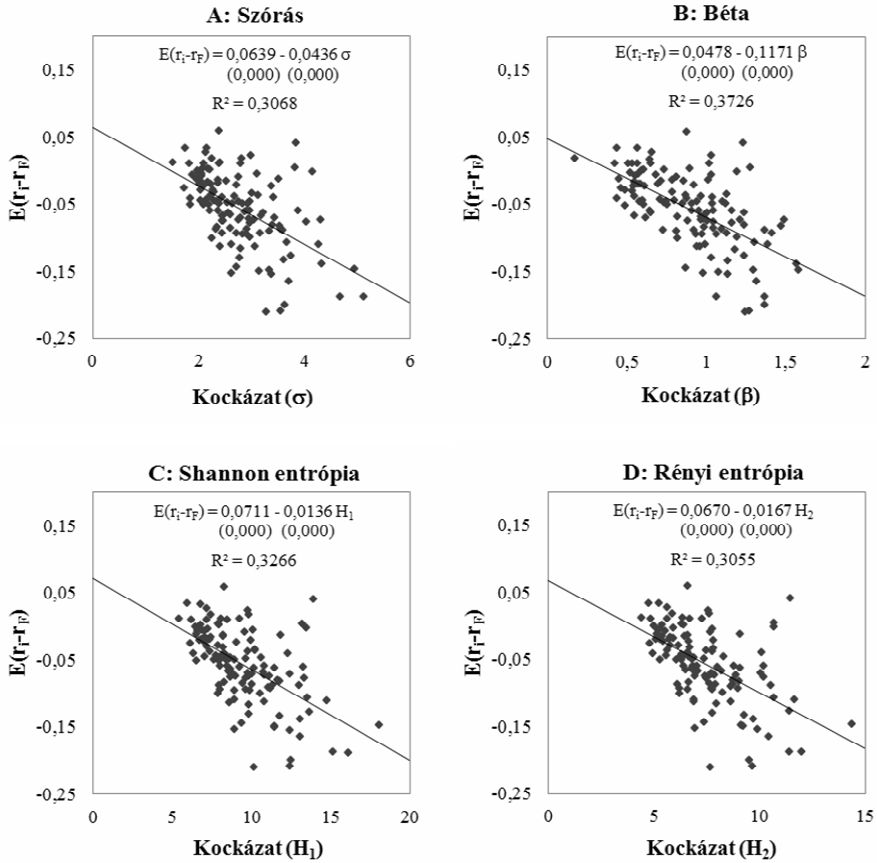 A: Szórás
E(ri-rF) = 0,0639 - 0,0436 σ
(0,000) (0,000)
R² = 0,3068
0,15
0,05
-0,05
-0,15
-0,25
E(ri-rF)
0 2 4 6
Kockázat (σ)
B: Béta
E(ri-rF) = 0,0478 - 0,1171 β
(0,000) (0,000)
R² = 0,3726
0,15
0,05
-0,05
-0,15
-0,25
E(ri-rF)
0 0,5 1 1,5 2
Kockázat (β)
C: Shannon entrópia
E(ri-rF) = 0,0711 - 0,0136 H1
(0,000) (0,000)
R² = 0,3266
0,15
0,05
-0,05
-0,15
-0,25
E(ri-rF)
0 5 10 15 20
Kockázat (H1)
D: Rényi entrópia
E(ri-rF) = 0,0670 - 0,0167 H2
(0,000) (0,000)
R² = 0,3055
0,15
0,05
-0,05
-0,15
-0,25
E(ri-rF)
0 5 10 15
Kockázat (H2)